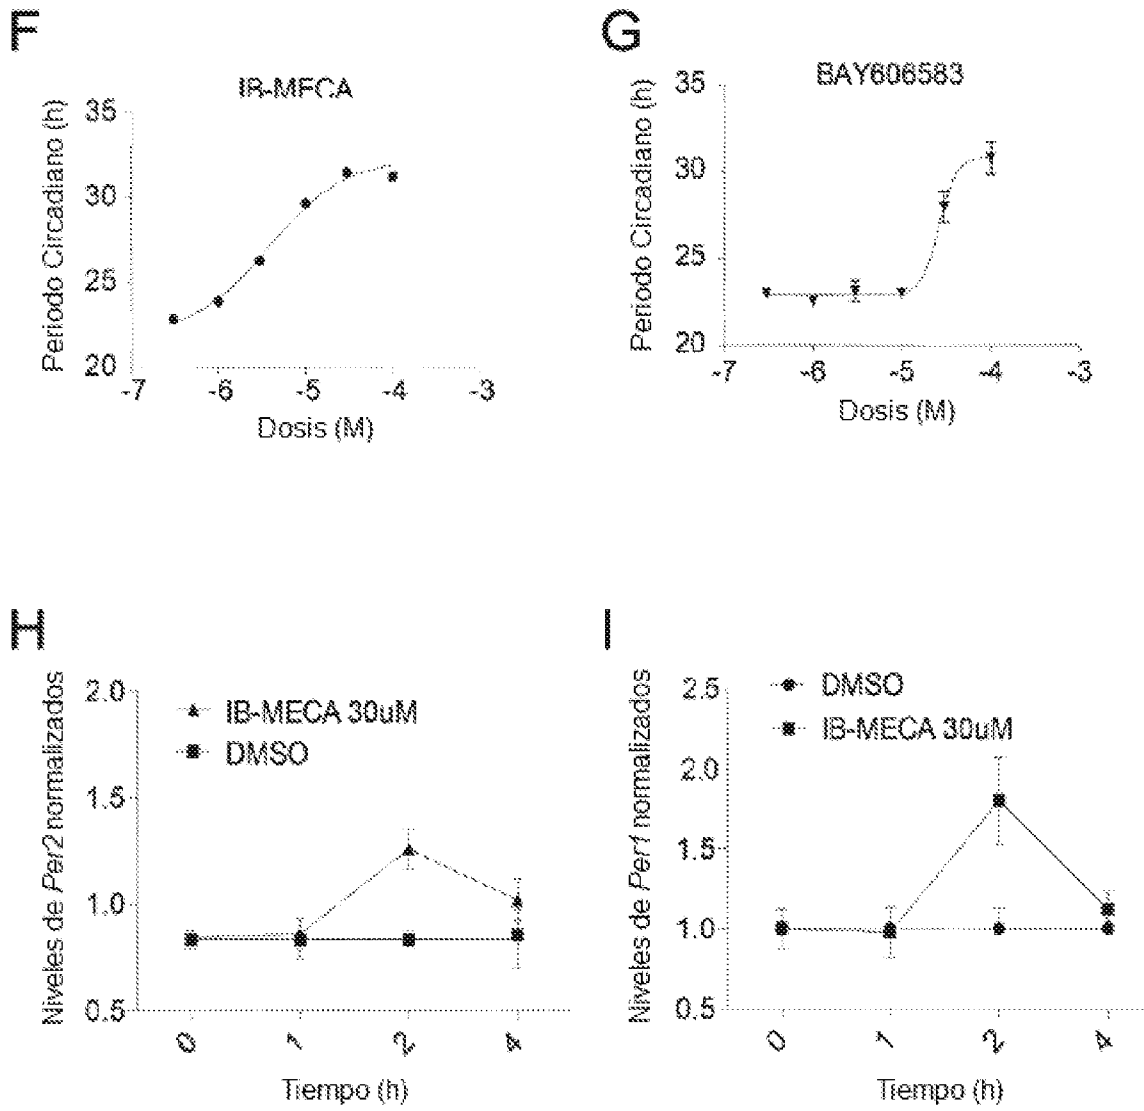 F
IB-MECA
Periodo Circadiano (h)
35
30
25
20
-7
-6
-5
-4
-3
Dosis (M)
G
BAY606583
Periodo Circadiano (h)
35
30
25
20
-7
-6
-5
-4
-3
Dosis (M)
H
Niveles de Per2 normalizados
2.0
1.5
1.0
0.5
IB-MECA 30uM
DMSO
0
1
2
4
Tiempo (h)
I
Niveles de Per1 normalizados
2.5
2.0
1.5
1.0
0.5
DMSO
IB-MECA 30uM
0
1
2
4
Tiempo (h)